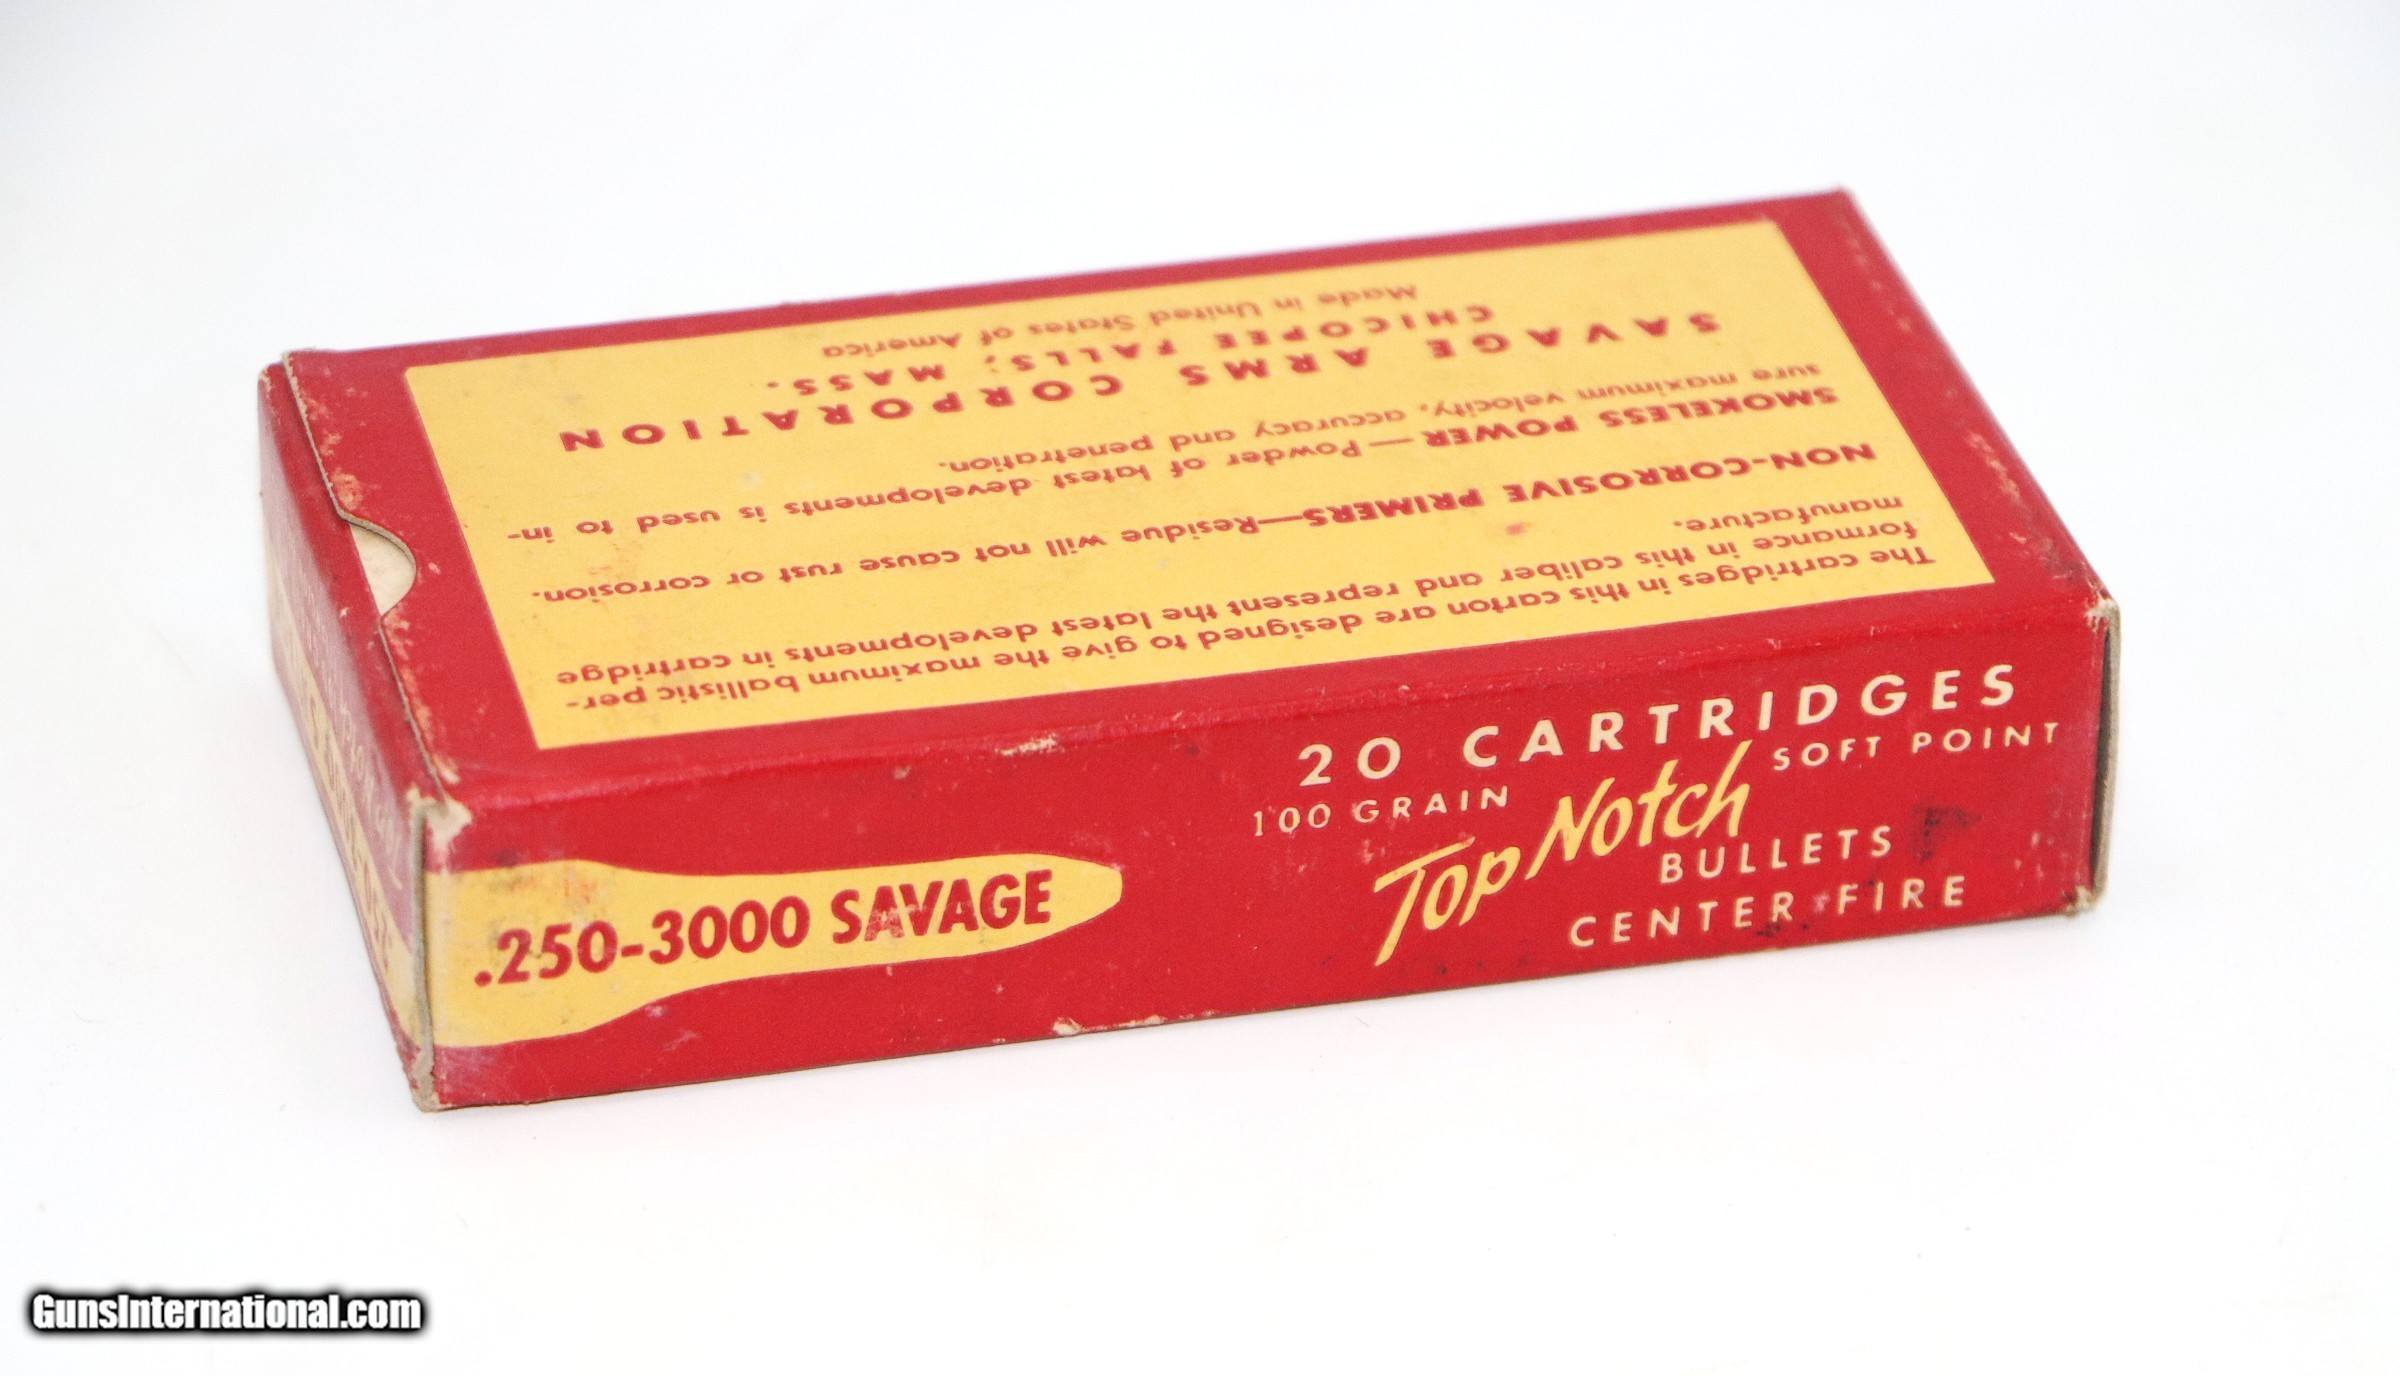 The cartridges in this carton are designed to give the maximum ballistic per-
formance in this caliber and represent the latest developments in cartridge
manufacture.
NON-CORROSIVE PRIMERS—Residue will not cause rust or corrosion.
SMOKELESS POWER—Powder of latest developments is used to in-
sure maximum velocity, accuracy and penetration.
SAVAGE ARMS CORPORATION
CHICOPEE FALLS, MASS.
Made in United States of America
.250-3000 SAVAGE
20 CARTRIDGES
100 GRAIN Top Notch SOFT POINT
BULLETS
CENTER FIRE
GunsInternational.com